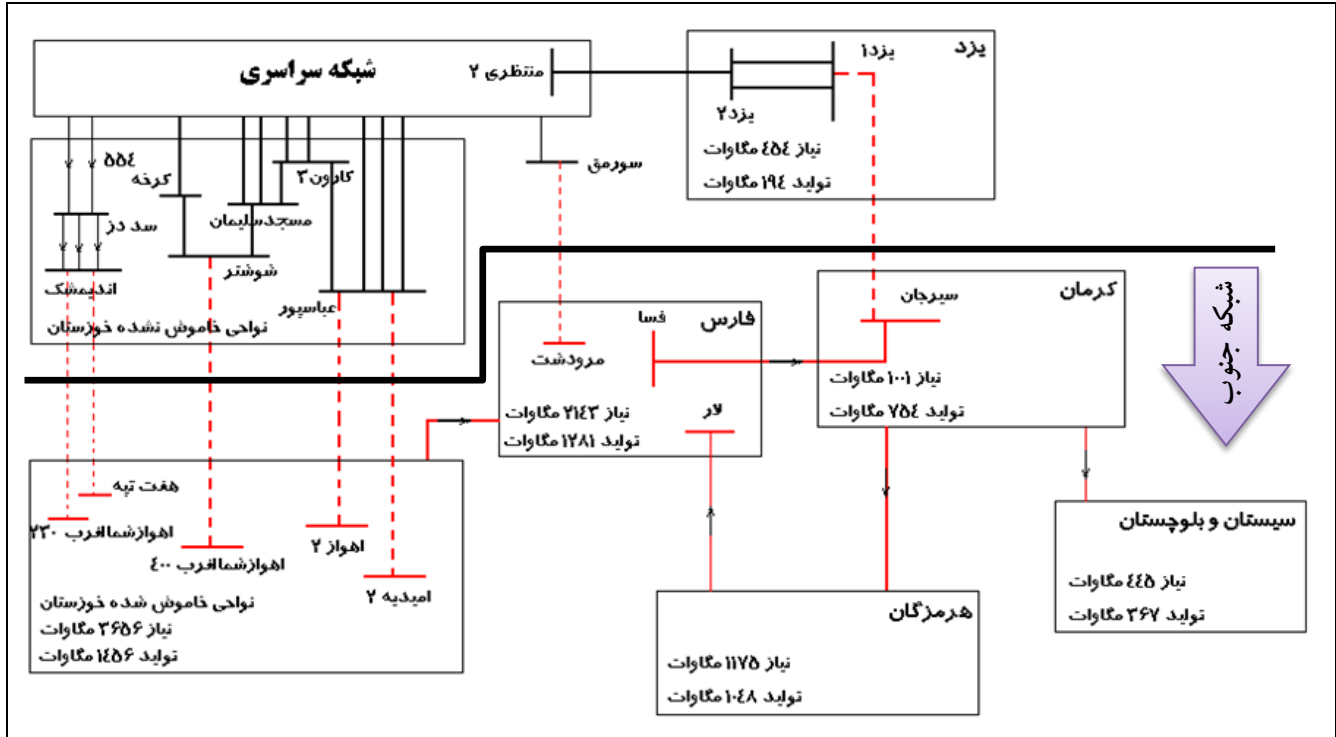 شبکه سراسری
منتظری ۲
یزد
یزد۱
یزد۲
نیاز ۴۵۴ مگاوات
تولید ۱۹۴ مگاوات
۵۵۴
کرخه
کارون۳
سد دز
مسجدسلیمان
شوشتر
اندیمشک
عباسپور
نواحی خاموش نشده خوزستان
سورمق
شبکه جنوب
کرمان
سیرجان
نیاز ۱۰۰۱ مگاوات
تولید ۷۵۴ مگاوات
فارس
فسا
مرودشت
لار
نیاز ۲۱۴۳ مگاوات
تولید ۱۲۸۱ مگاوات
هفت تپه
اهوازشمالغرب ۲۳۰
اهوازشمالغرب ۴۰۰
اهواز ۲
امیدیه ۲
نواحی خاموش شده خوزستان
نیاز ۳۶۵۶ مگاوات
تولید ۱۴۵۶ مگاوات
هرمزگان
نیاز ۱۱۷۵ مگاوات
تولید ۱۰۴۸ مگاوات
سیستان و بلوچستان
نیاز ۴۴۵ مگاوات
تولید ۳۶۷ مگاوات